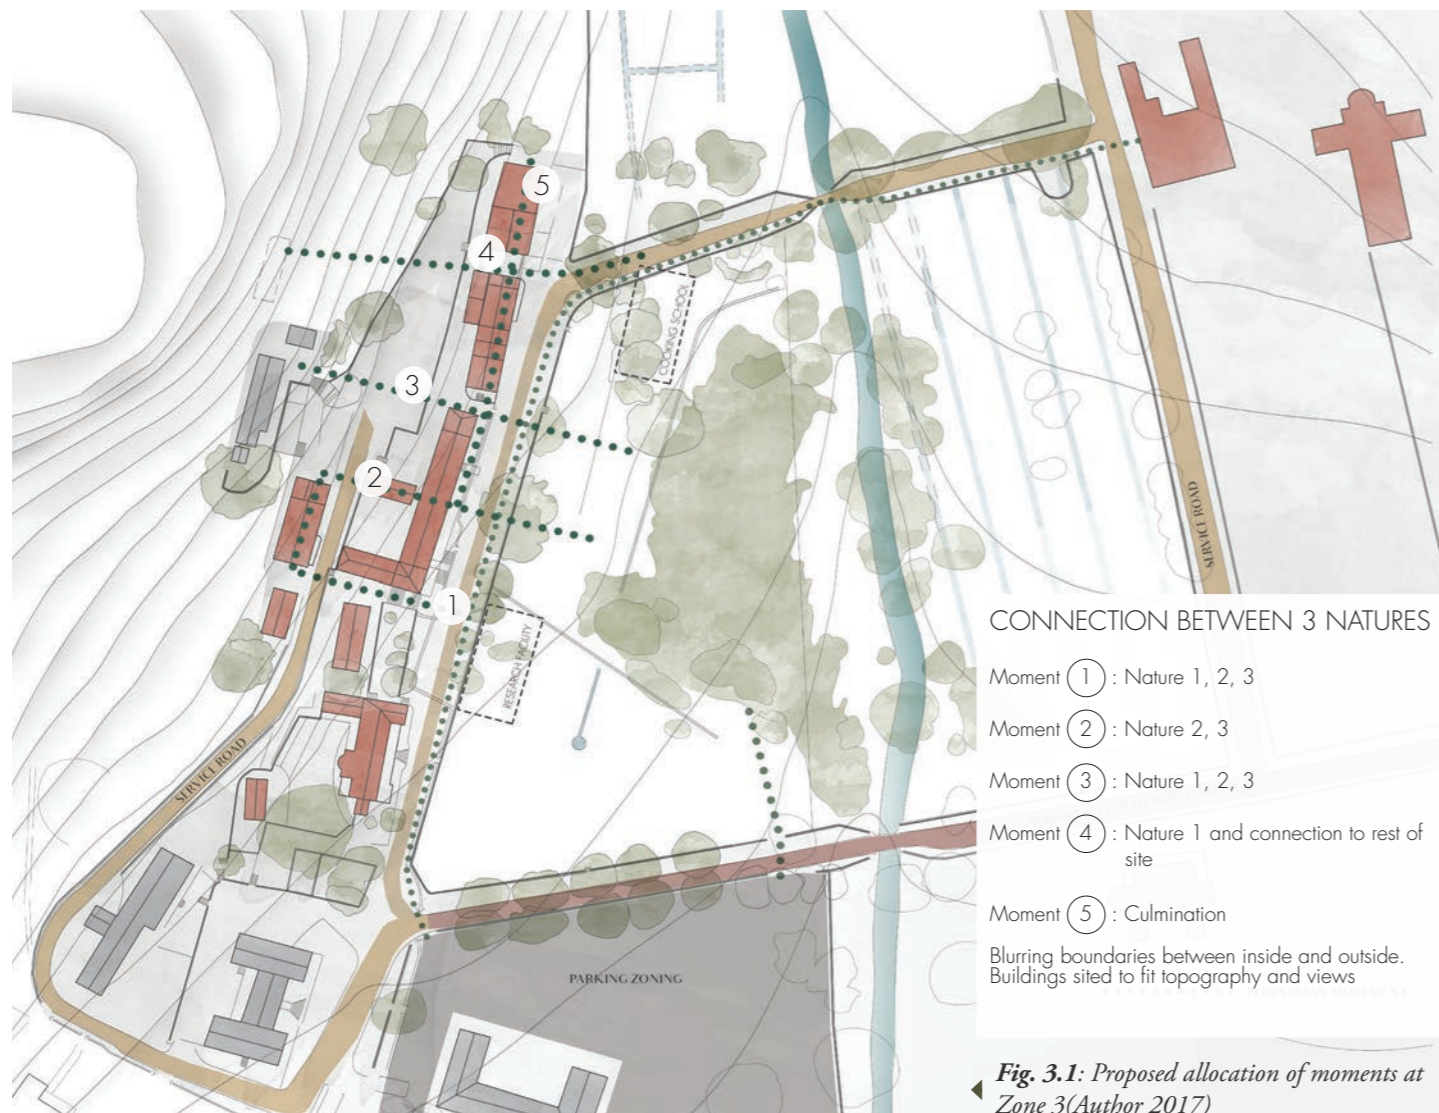 5
4
COOKING SCHOOL
3
2
SERVICE ROAD
1
RESEARCH FACILITY
SERVICE ROAD
PARKING ZONING
CONNECTION BETWEEN 3 NATURES
Moment 1 : Nature 1, 2, 3
Moment 2 : Nature 2, 3
Moment 3 : Nature 1, 2, 3
Moment 4 : Nature 1 and connection to rest of
site
Moment 5 : Culmination
Blurring boundaries between inside and outside.
Buildings sited to fit topography and views
Fig. 3.1: Proposed allocation of moments at
Zone 3(Author 2017)